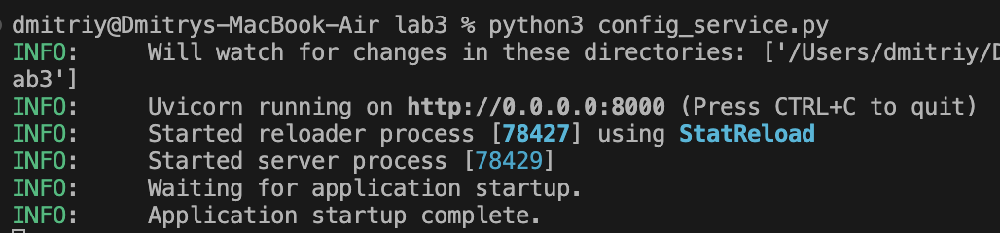 dmitriy@Dmitrys-MacBook-Air lab3 % python3 config_service.py
INFO:     Will watch for changes in these directories: ['/Users/dmitriy/
ab3']
INFO:     Uvicorn running on http://0.0.0.0:8000 (Press CTRL+C to quit)
INFO:     Started reloader process [78427] using StatReload
INFO:     Started server process [78429]
INFO:     Waiting for application startup.
INFO:     Application startup complete.